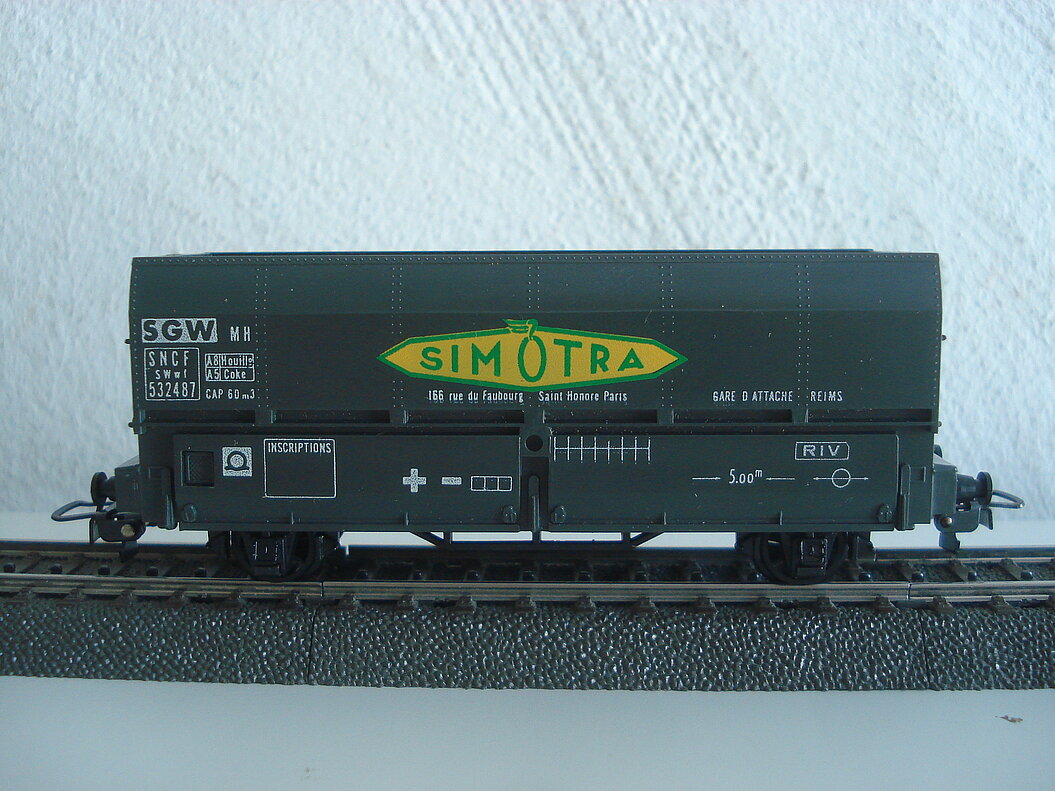 SGW MH
SNCF
SWwf
532487
A8 Houille
A5 Coke
CAP 60m3
SIMOTRA
166 rue du Faubourg Saint Honore Paris
GARE D ATTACHE REIMS
INSCRIPTIONS
+ -
5.00m
RIV